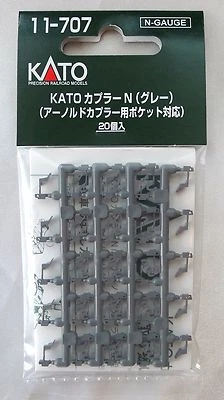 11-707
N-GAUGE
KATO
PRECISION RAILROAD MODELS
KATOカプラーN(グレー)
(アーノルドカプラー用ポケット対応)
20個入